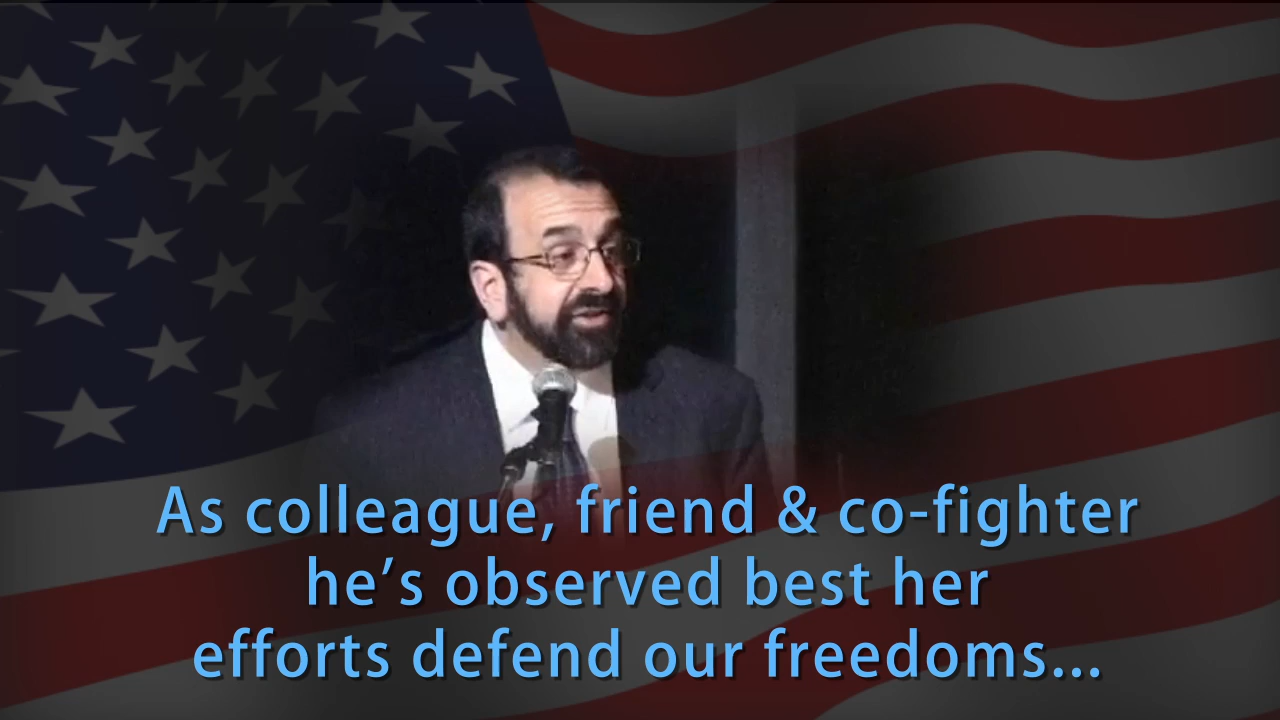 As colleague, friend & co-fighter
he’s observed best her
efforts defend our freedoms...